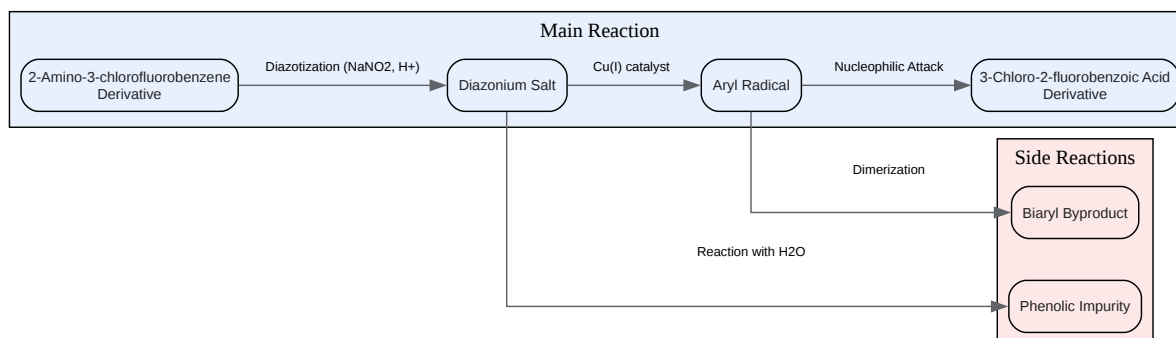 Main Reaction
2-Amino-3-chlorofluorobenzene
Derivative
Diazotization (NaNO2, H+)
Diazonium Salt
Cu(I) catalyst
Aryl Radical
Nucleophilic Attack
3-Chloro-2-fluorobenzoic Acid
Derivative
Side Reactions
Dimerization
Biaryl Byproduct
Reaction with H2O
Phenolic Impurity